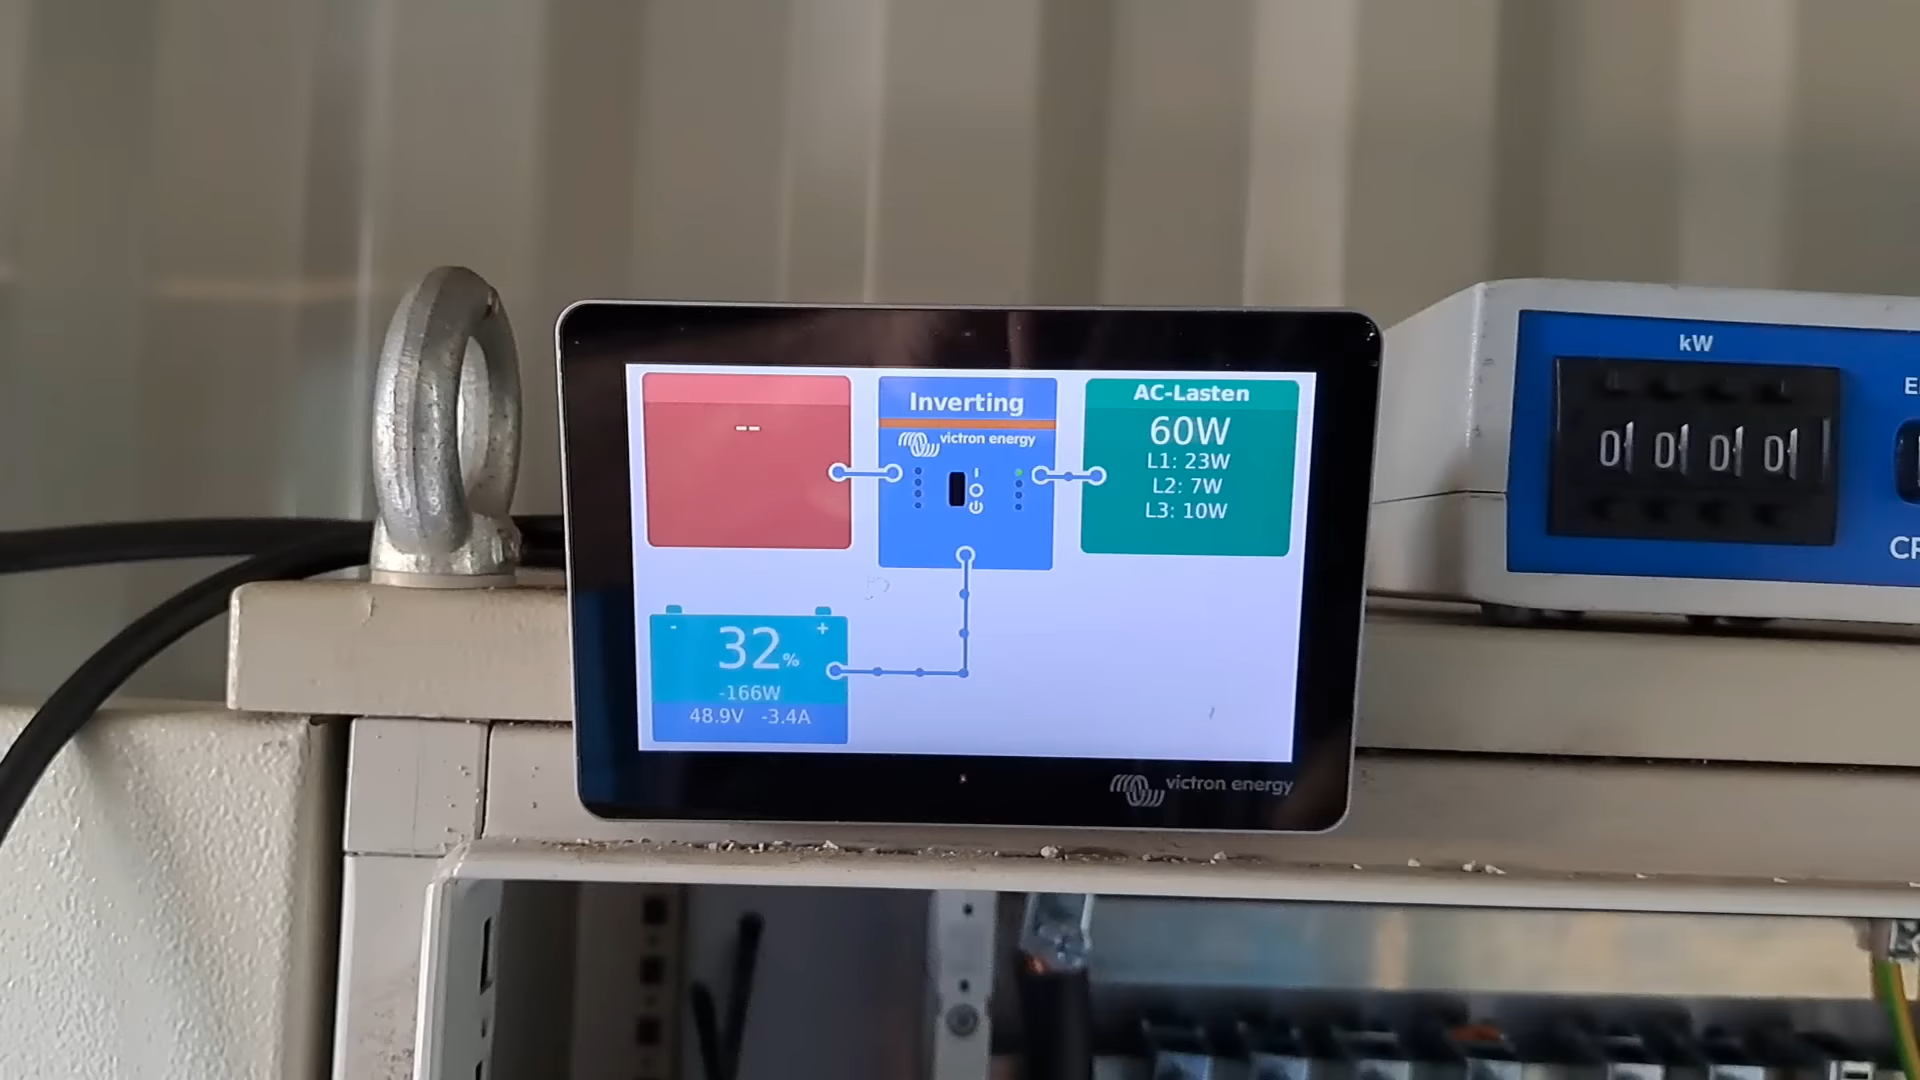 --
Inverting
victron energy
AC-Lasten
60W
L1: 23W
L2: 7W
L3: 10W
- +
32%
-166W
48.9V -3.4A
victron energy
kW